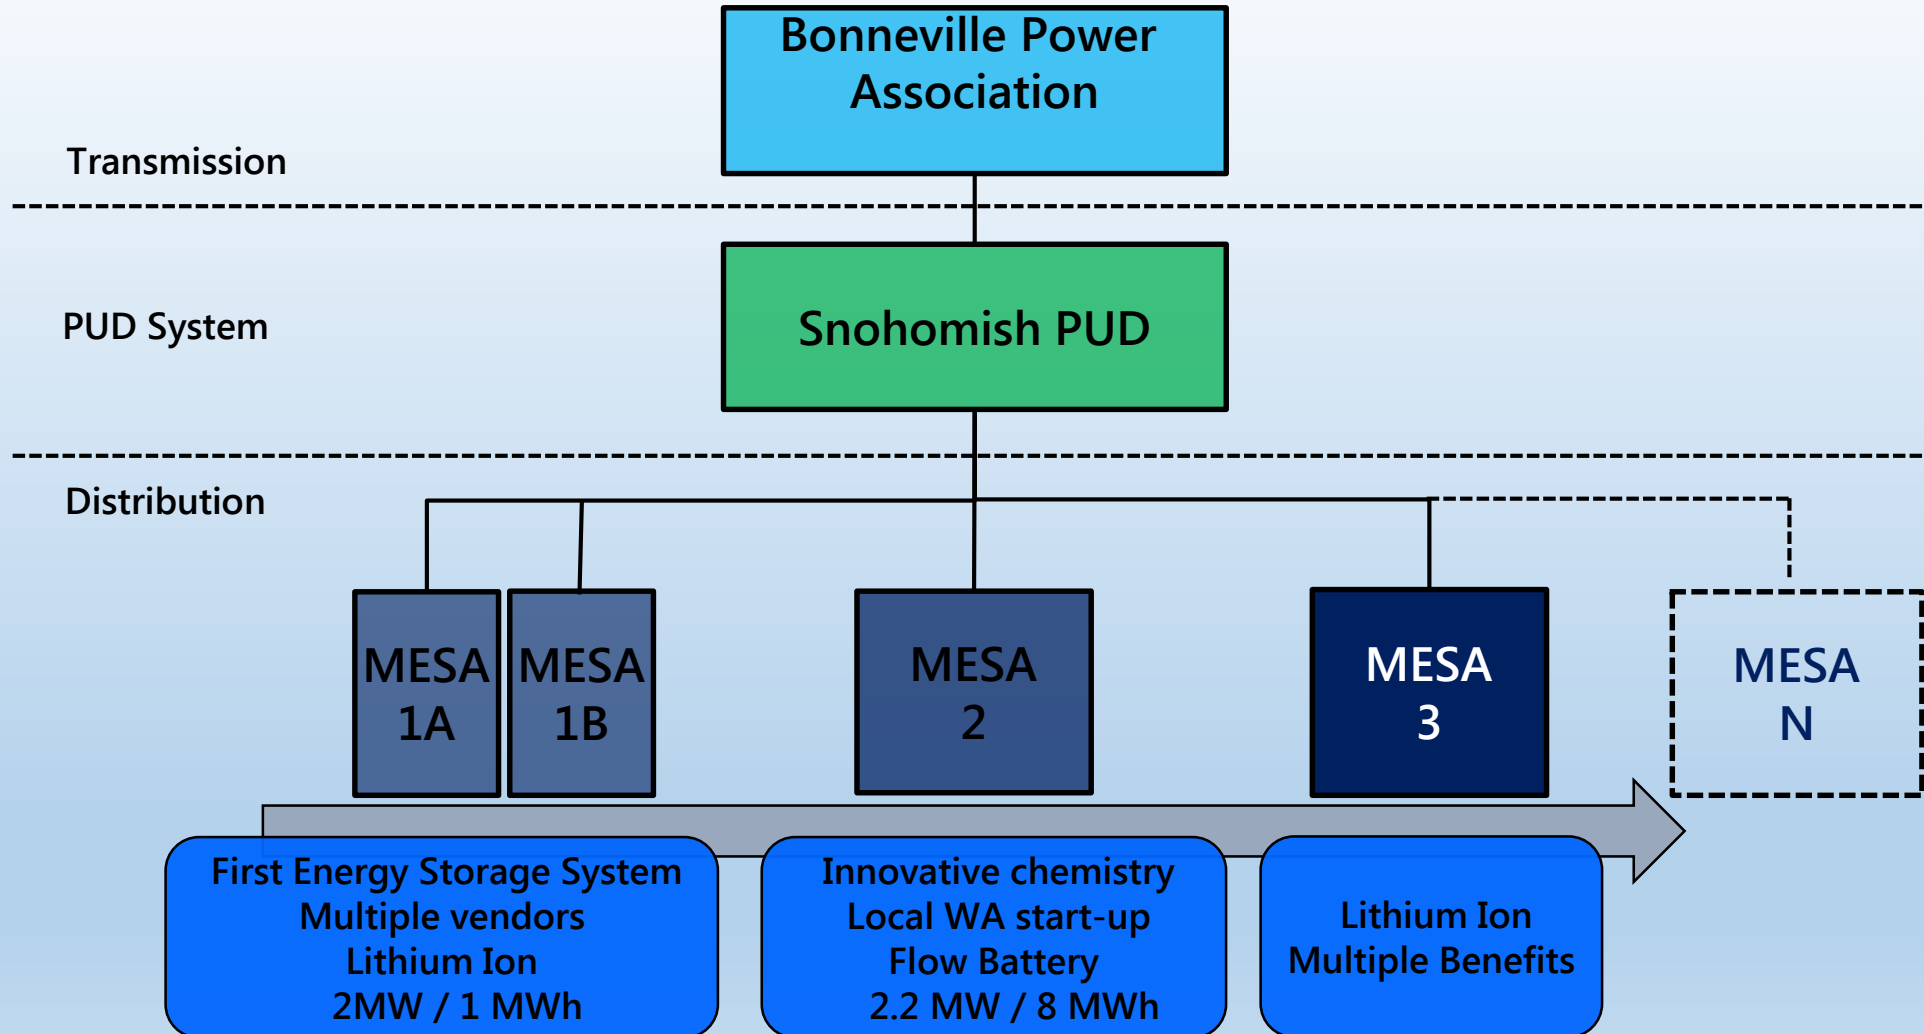 Bonneville Power
Association
Transmission
PUD System
Snohomish PUD
Distribution
MESA
1A
MESA
1B
MESA
2
MESA
3
MESA
N
First Energy Storage System
Multiple vendors
Lithium Ion
2MW / 1 MWh
Innovative chemistry
Local WA start-up
Flow Battery
2.2 MW / 8 MWh
Lithium Ion
Multiple Benefits